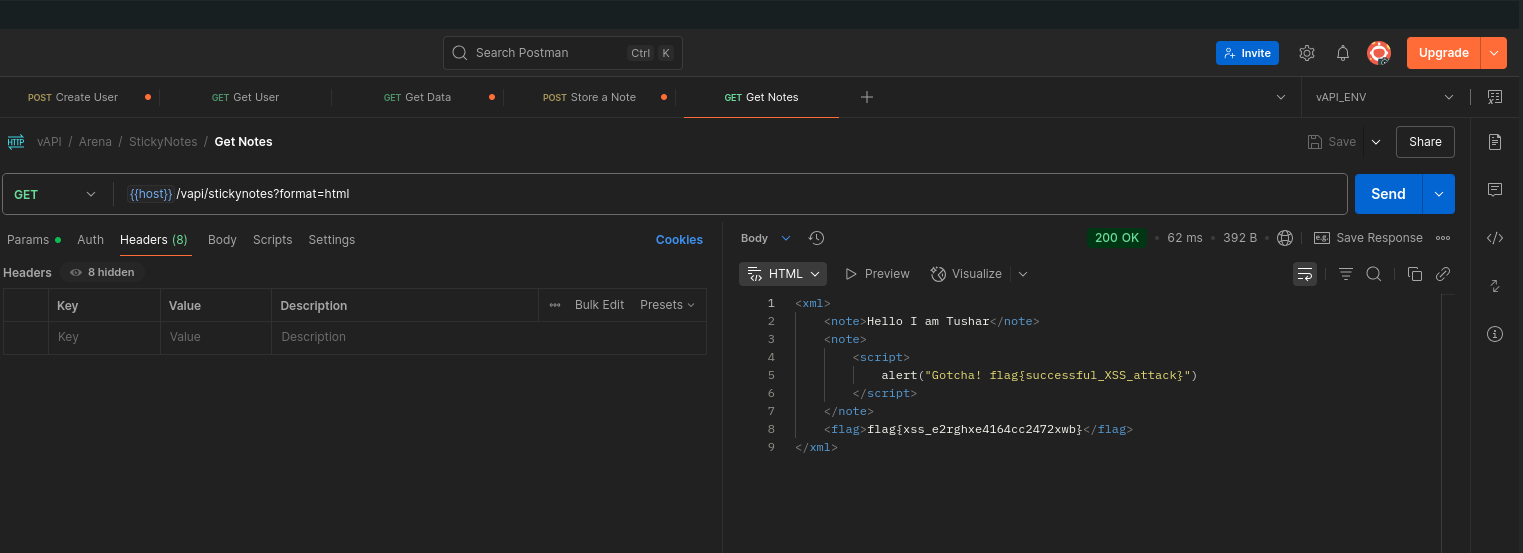 Search Postman Ctrl K Invite Upgrade
POST Create User GET Get User GET Get Data POST Store a Note GET Get Notes vAPI_ENV
HTTP vAPI / Arena / StickyNotes / Get Notes Save Share
GET {{host}}/vapi/stickynotes?format=html Send
Params Auth Headers (8) Body Scripts Settings Cookies
Headers 8 hidden
Key Value Description Bulk Edit Presets
Key Value Description
Body 200 OK 62 ms 392 B e.g. Save Response
HTML Preview Visualize
1 <xml>
2 <note>Hello I am Tushar</note>
3 <note>
4 <script>
5 alert("Gotcha! flag{successful_XSS_attack}")
6 </script>
7 </note>
8 <flag>flag{xss_e2rghxe4164cc2472xwb}</flag>
9 </xml>